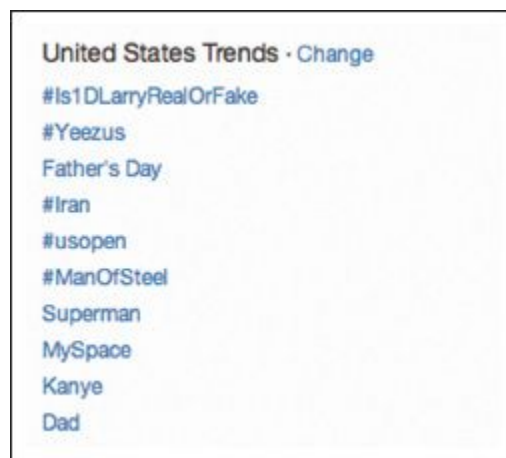 United States Trends · Change
#Is1DLarryRealOrFake
#Yeezus
Father's Day
#Iran
#usopen
#ManOfSteel
Superman
MySpace
Kanye
Dad